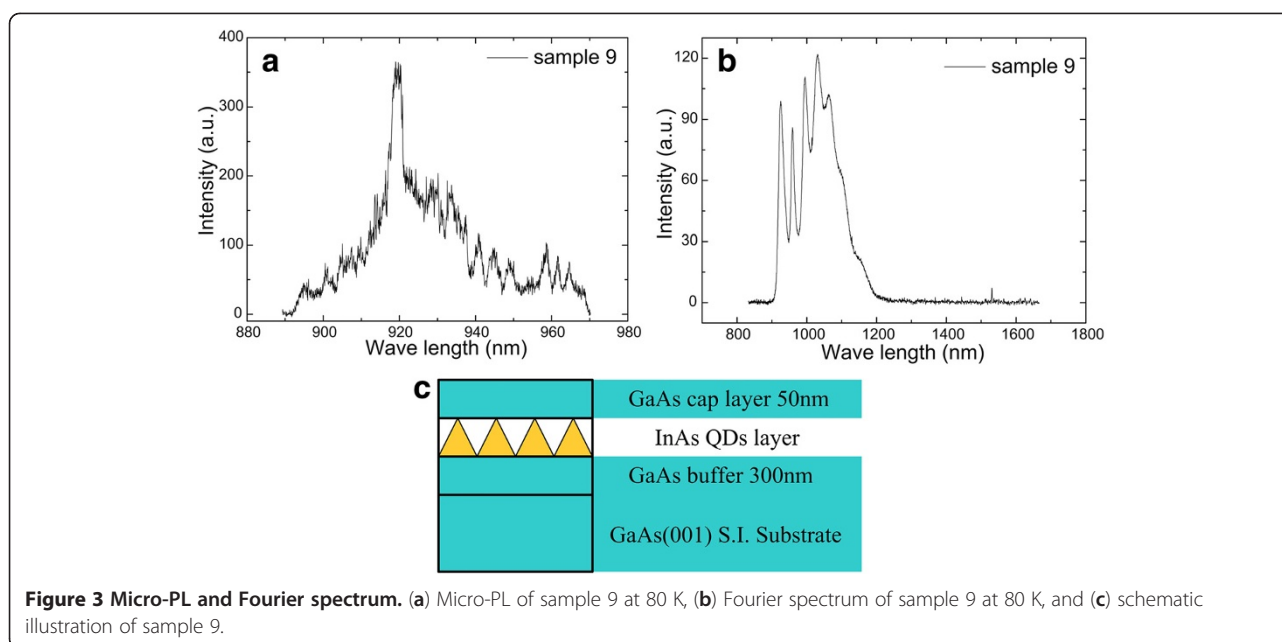 a
sample 9
400
300
200
100
0
Intensity (a.u.)
880 900 920 940 960 980
Wave length (nm)
b
sample 9
120
90
60
30
0
Intensity (a.u.)
800 1000 1200 1400 1600 1800
Wave length (nm)
c
GaAs cap layer 50nm
InAs QDs layer
GaAs buffer 300nm
GaAs(001) S.I. Substrate
Figure 3 Micro-PL and Fourier spectrum. (a) Micro-PL of sample 9 at 80 K, (b) Fourier spectrum of sample 9 at 80 K, and (c) schematic
illustration of sample 9.